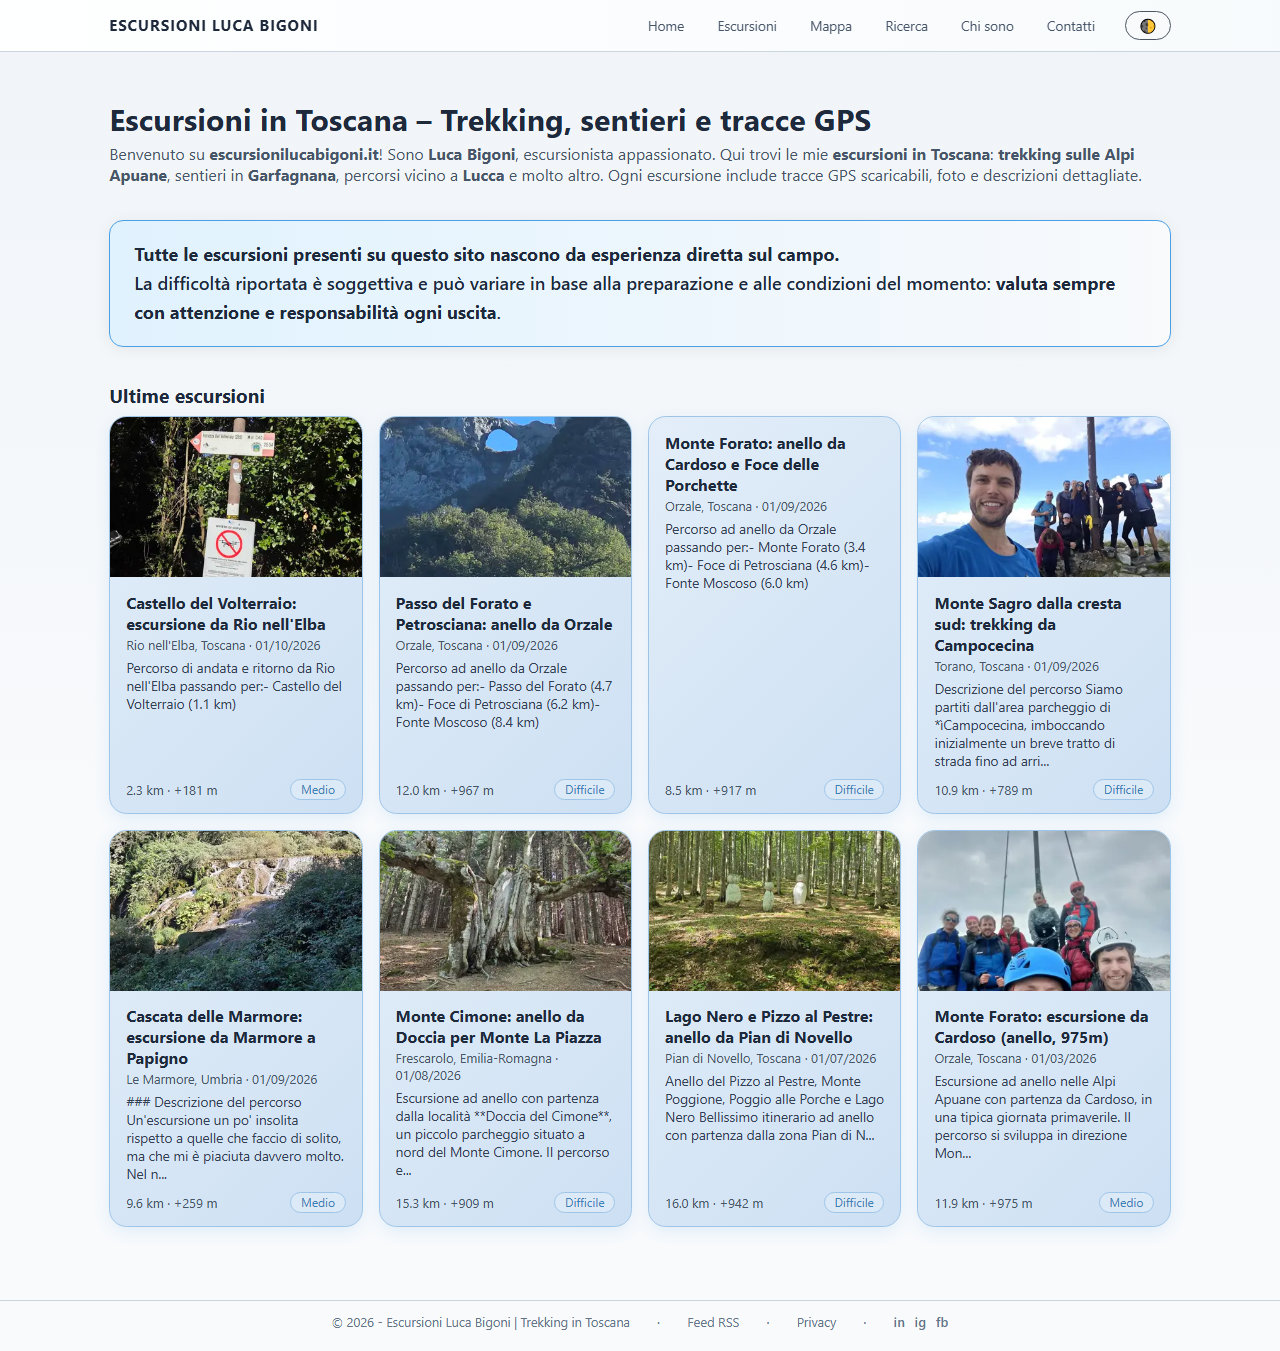 ESCURSIONI LUCA BIGONI
Home Escursioni Mappa Ricerca Chi sono Contatti
Escursioni in Toscana – Trekking, sentieri e tracce GPS
Benvenuto su escursionilucabigoni.it! Sono Luca Bigoni, escursionista appassionato. Qui trovi le mie escursioni in Toscana: trekking sulle Alpi
Apuane, sentieri in Garfagnana, percorsi vicino a Lucca e molto altro. Ogni escursione include tracce GPS scaricabili, foto e descrizioni dettagliate.
Tutte le escursioni presenti su questo sito nascono da esperienza diretta sul campo.
La difficoltà riportata è soggettiva e può variare in base alla preparazione e alle condizioni del momento: valuta sempre
con attenzione e responsabilità ogni uscita.
Ultime escursioni
Castello del Volterraio:
escursione da Rio nell'Elba
Rio nell'Elba, Toscana · 01/10/2026
Percorso di andata e ritorno da Rio
nell'Elba passando per:- Castello del
Volterraio (1.1 km)
2.3 km · +181 m
Medio
Passo del Forato e
Petrosciana: anello da Orzale
Orzale, Toscana · 01/09/2026
Percorso ad anello da Orzale
passando per:- Passo del Forato (4.7
km)- Foce di Petrosciana (6.2 km)-
Fonte Moscoso (8.4 km)
12.0 km · +967 m
Difficile
Monte Forato: anello da
Cardoso e Foce delle
Porchette
Orzale, Toscana · 01/09/2026
Percorso ad anello da Orzale
passando per:- Monte Forato (3.4
km)- Foce di Petrosciana (4.6 km)-
Fonte Moscoso (6.0 km)
8.5 km · +917 m
Difficile
Monte Sagro dalla cresta
sud: trekking da
Campocecina
Torano, Toscana · 01/09/2026
Descrizione del percorso Siamo
partiti dall'area parcheggio di
*ìCampocecina, imboccando
inizialmente un breve tratto di
strada fino ad arri...
10.9 km · +789 m
Difficile
Cascata delle Marmore:
escursione da Marmore a
Papigno
Le Marmore, Umbria · 01/09/2026
### Descrizione del percorso
Un'escursione un po' insolita
rispetto a quelle che faccio di solito,
ma che mi è piaciuta davvero molto.
Nel n...
9.6 km · +259 m
Medio
Monte Cimone: anello da
Doccia per Monte La Piazza
Frescarolo, Emilia-Romagna ·
01/08/2026
Escursione ad anello con partenza
dalla località **Doccia del Cimone**,
un piccolo parcheggio situato a
nord del Monte Cimone. Il percorso
e...
15.3 km · +909 m
Difficile
Lago Nero e Pizzo al Pestre:
anello da Pian di Novello
Pian di Novello, Toscana · 01/07/2026
Anello del Pizzo al Pestre, Monte
Poggione, Poggio alle Porche e Lago
Nero Bellissimo itinerario ad anello
con partenza dalla zona Pian di N...
16.0 km · +942 m
Difficile
Monte Forato: escursione da
Cardoso (anello, 975m)
Orzale, Toscana · 01/03/2026
Escursione ad anello nelle Alpi
Apuane con partenza da Cardoso, in
una tipica giornata primaverile. Il
percorso si sviluppa in direzione
Mon...
11.9 km · +975 m
Medio
© 2026 - Escursioni Luca Bigoni | Trekking in Toscana · Feed RSS · Privacy · in ig fb